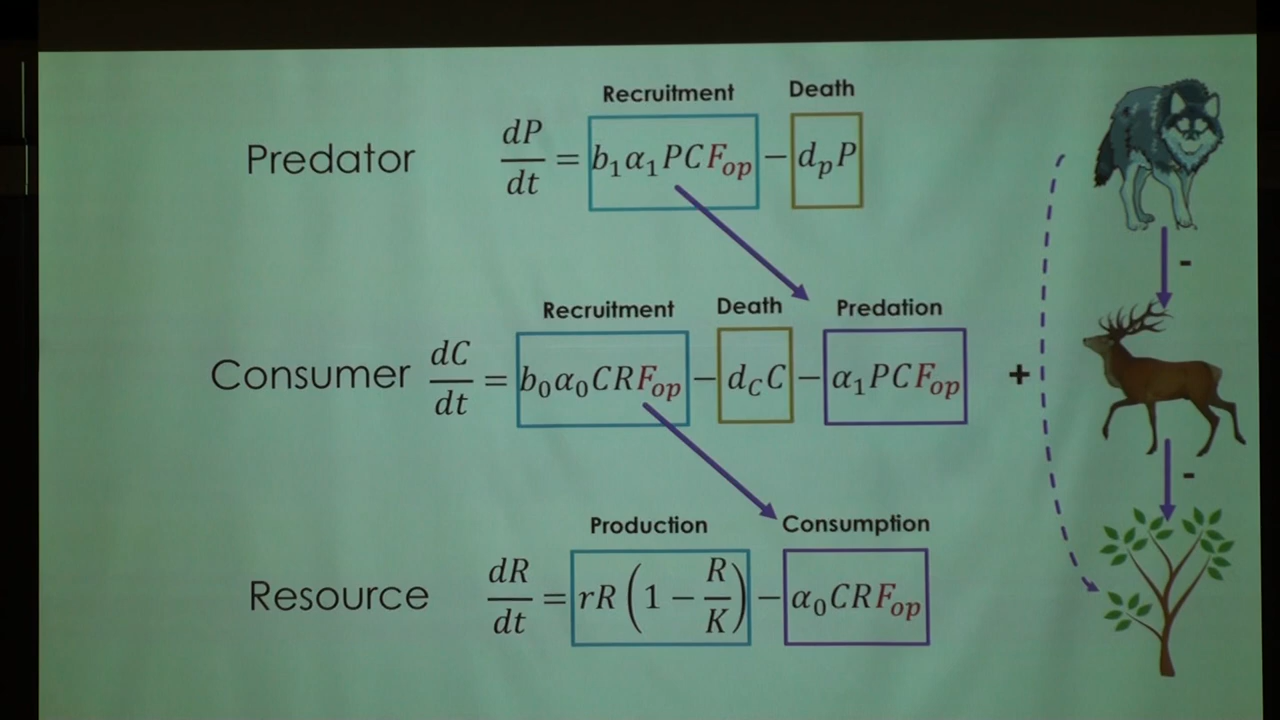 Recruitment Death
Predator dP/dt = b₁α₁PCF_op − d_pP
-
Recruitment Death Predation
Consumer dC/dt = b₀α₀CRF_op − d_CC − α₁PCF_op
+
-
Production Consumption
Resource dR/dt = rR(1 − R/K) − α₀CRF_op